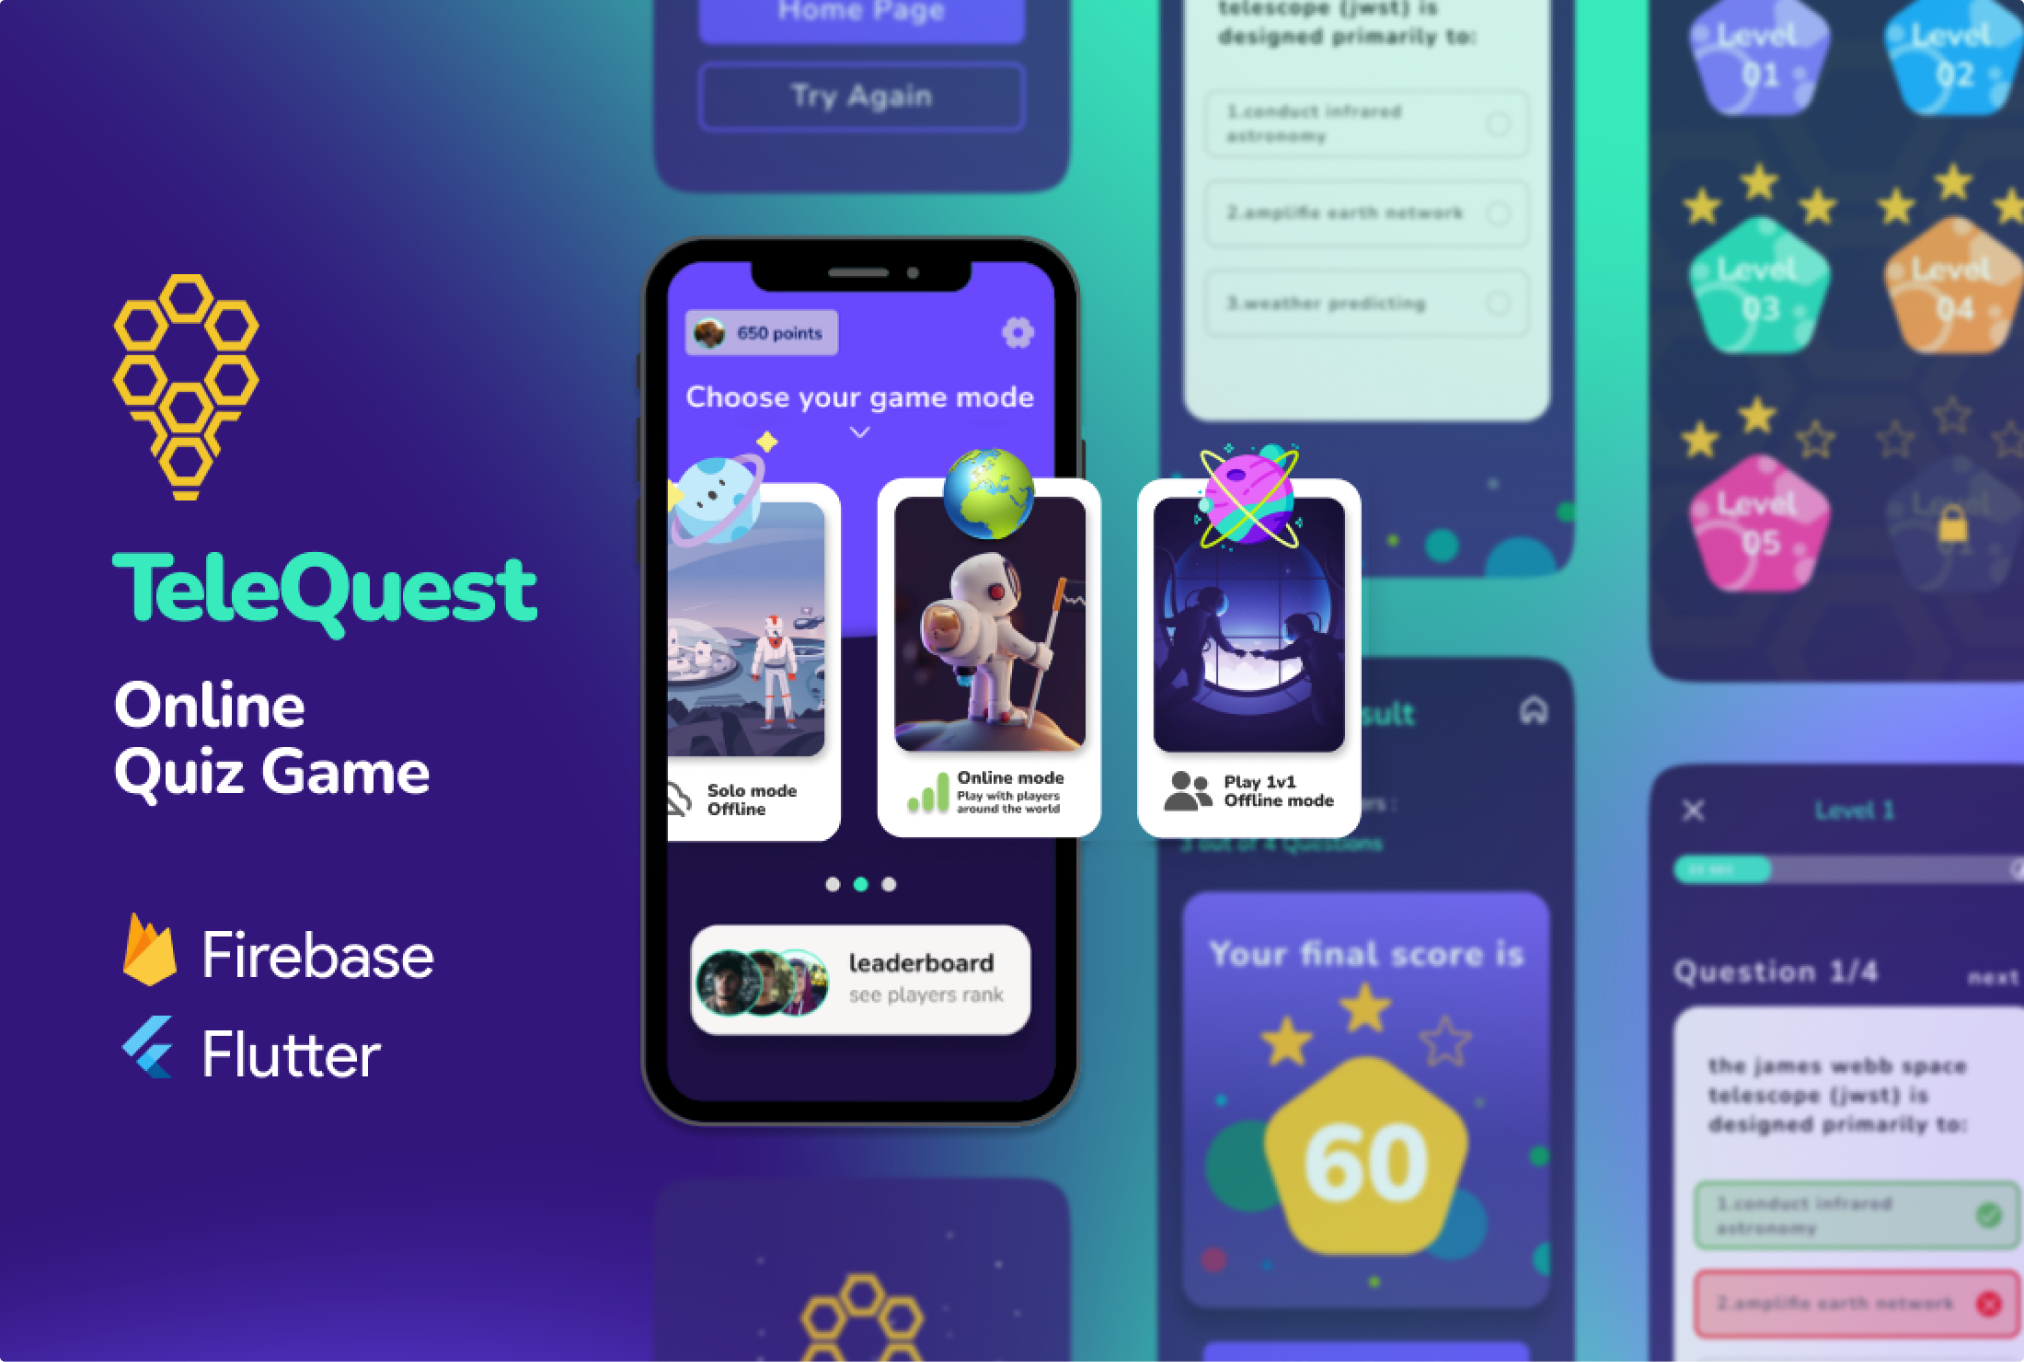 TeleQuest
Online
Quiz Game
Firebase
Flutter
Home Page
Try Again
650 points
Choose your game mode
Solo mode
Offline
Online mode
Play with players
around the world
Play 1v1
Offline mode
leaderboard
see players rank
telescope (jwst) is
designed primarily to:
1.conduct infrared
astronomy
2.amplifie earth network
3.weather predicting
sult
ers :
3 out of 4 Questions
Your final score is
60
Level
01
Level
02
Level
03
Level
04
Level
05
Level
Level 1
Question 1/4
next
the james webb space
telescope (jwst) is
designed primarily to:
1.conduct infrared
astronomy
2.amplifie earth network